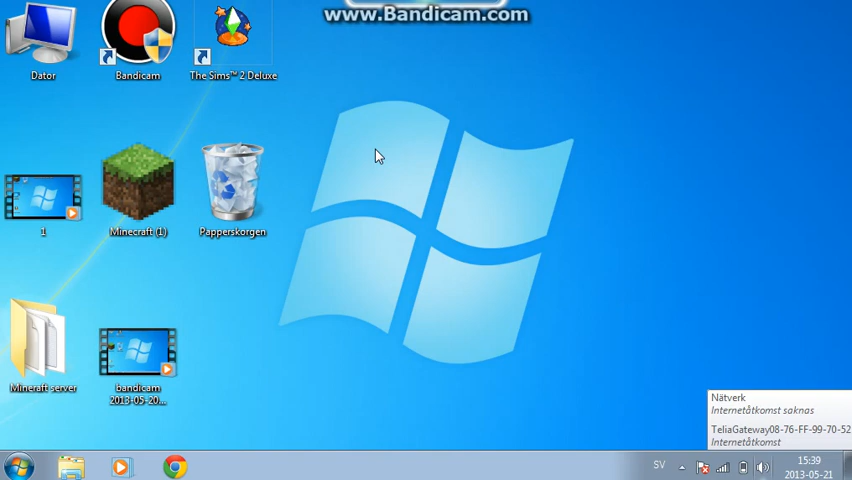 www.Bandicam.com
Dator
Bandicam
The Sims™ 2 Deluxe
1
Minecraft (1)
Papperskorgen
Mineraft server
bandicam
2013-05-20...
Nätverk
Internetåtkomst saknas
TeliaGateway08-76-FF-99-70-52
Internetåtkomst
SV
15:39
2013-05-21